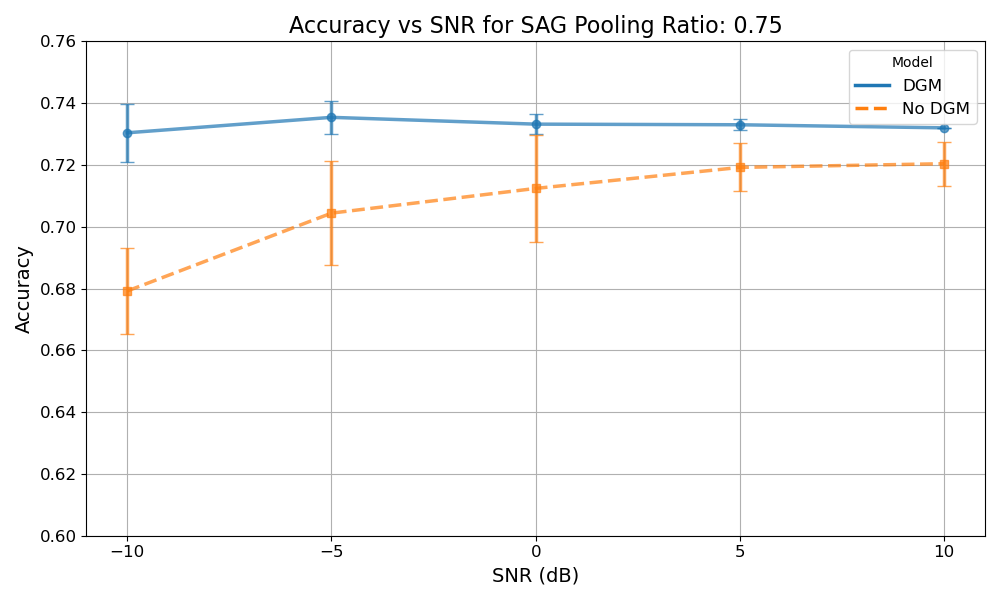 Accuracy vs SNR for SAG Pooling Ratio: 0.75
0.76
0.74
0.72
0.70
0.68
0.66
0.64
0.62
0.60
Accuracy
Model
DGM
No DGM
−10
−5
0
5
10
SNR (dB)